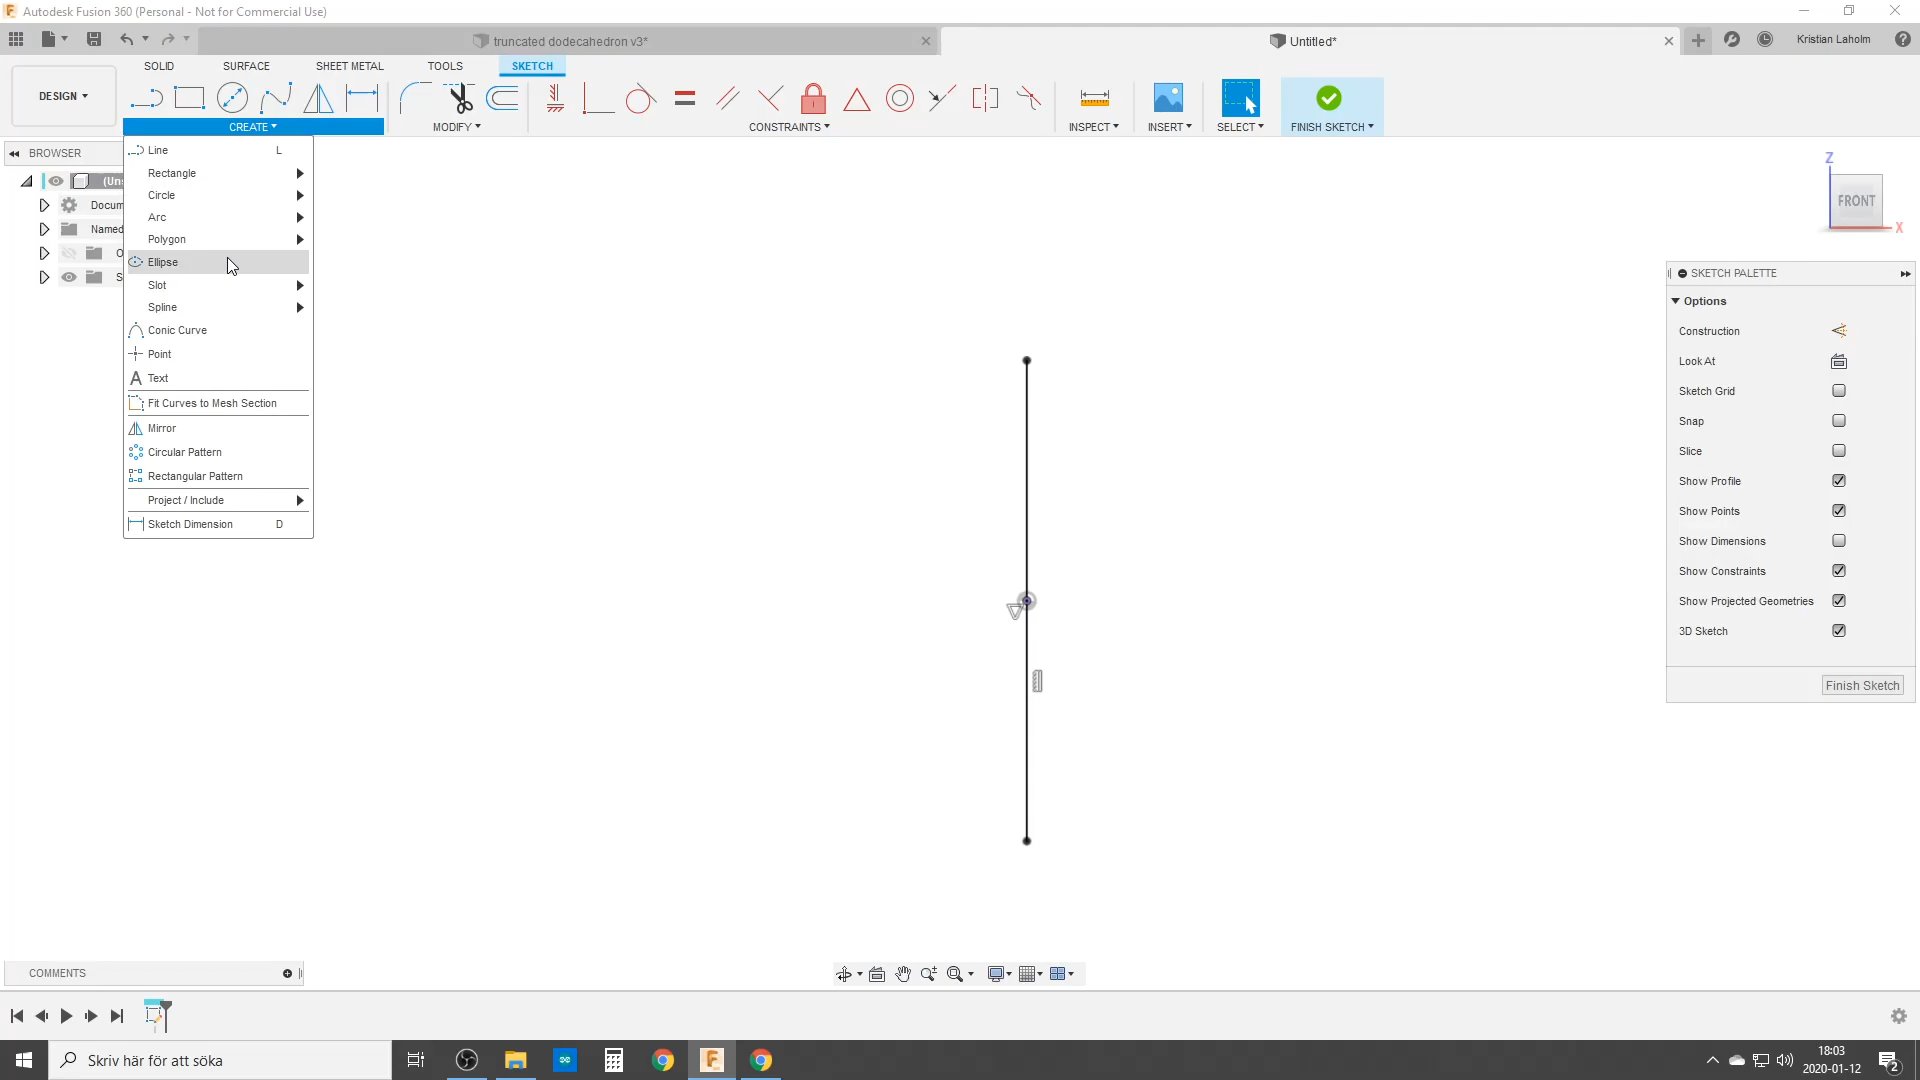 Autodesk Fusion 360 (Personal - Not for Commercial Use)
truncated dodecahedron v3*
Untitled*
Kristian Laholm
DESIGN
SOLID
SURFACE
SHEET METAL
TOOLS
SKETCH
CREATE
MODIFY
CONSTRAINTS
INSPECT
INSERT
SELECT
FINISH SKETCH
BROWSER
(Uns
Docum
Named
O
S
Line L
Rectangle
Circle
Arc
Polygon
Ellipse
Slot
Spline
Conic Curve
Point
Text
Fit Curves to Mesh Section
Mirror
Circular Pattern
Rectangular Pattern
Project / Include
Sketch Dimension D
Z
FRONT
X
SKETCH PALETTE
Options
Construction
Look At
Sketch Grid
Snap
Slice
Show Profile
Show Points
Show Dimensions
Show Constraints
Show Projected Geometries
3D Sketch
Finish Sketch
COMMENTS
Skriv här för att söka
18:03
2020-01-12
2